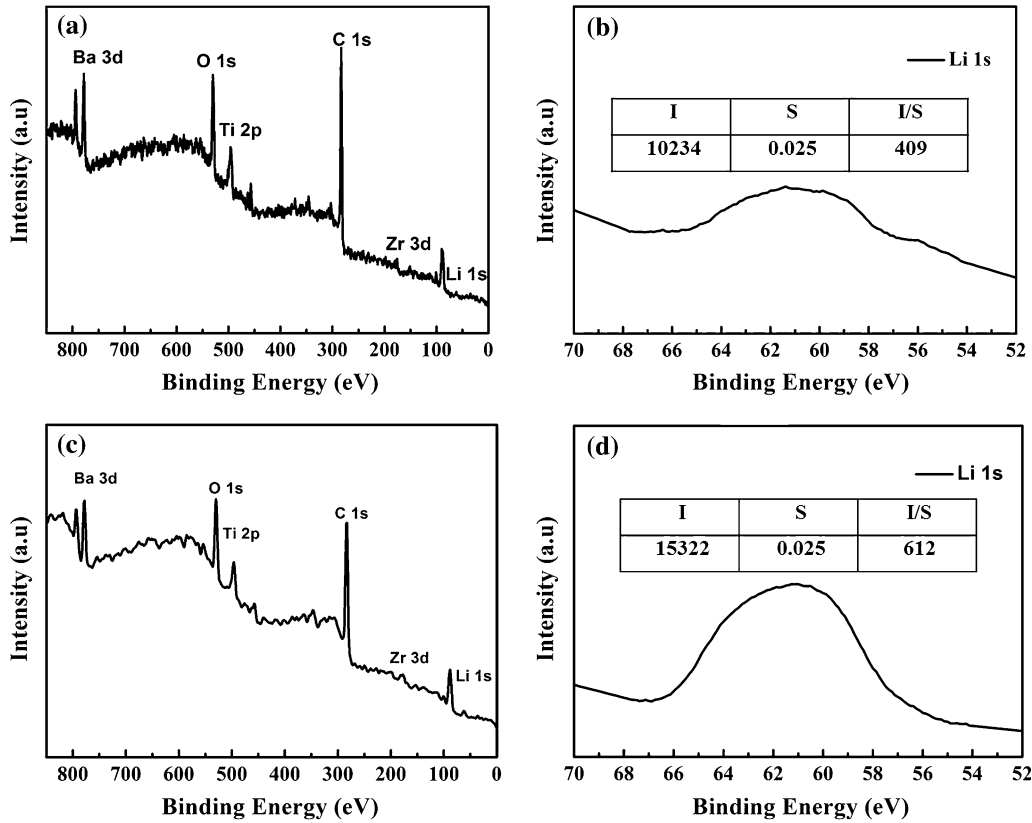 (a)
Ba 3d
O 1s
Ti 2p
C 1s
Zr 3d
Li 1s
Intensity (a.u)
800 700 600 500 400 300 200 100 0
Binding Energy (eV)
(b)
Li 1s
I S I/S
10234 0.025 409
Intensity (a.u)
70 68 66 64 62 60 58 56 54 52
Binding Energy (eV)
(c)
Ba 3d
O 1s
Ti 2p
C 1s
Zr 3d
Li 1s
Intensity (a.u)
800 700 600 500 400 300 200 100 0
Binding Energy (eV)
(d)
Li 1s
I S I/S
15322 0.025 612
Intensity (a.u)
70 68 66 64 62 60 58 56 54 52
Binding Energy (eV)